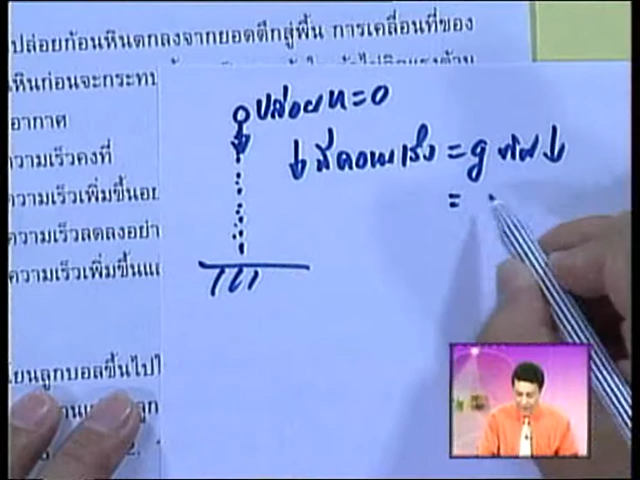 ปล่อยก้อนหินตกลงจากยอดตึกสู่พื้น การเคลื่อนที่ของ
หินก่อนจะกระทบ
อากาศ
ความเร็วคงที่
ความเร็วเพิ่มขึ้นอย
ความเร็วลดลงอย่า
ความเร็วเพิ่มขึ้นแ
ยนลูกบอลขึ้นไปใ
ปล่อย u = 0
↓ มีความเร่ง = g ทิศ ↓
=